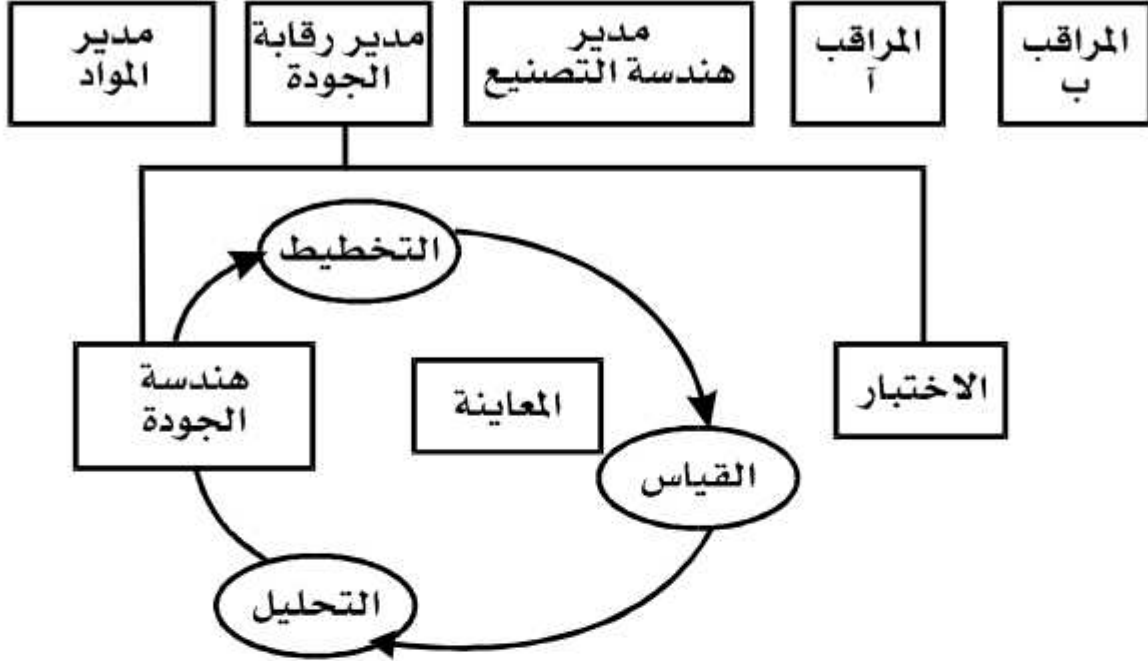 المراقب
ب
المراقب
آ
مدير
هندسة التصنيع
مدير رقابة
الجودة
مدير
المواد
التخطيط
الاختبار
المعاينة
هندسة
الجودة
القياس
التحليل